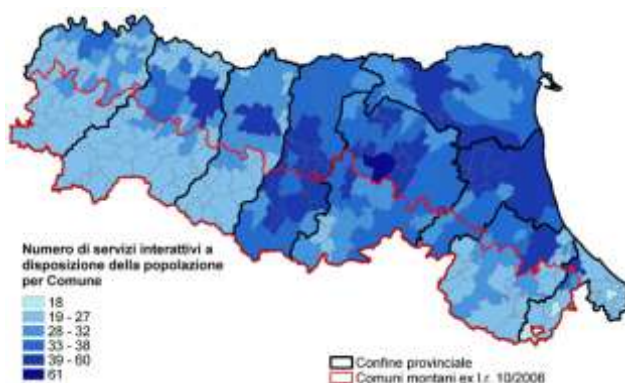 Numero di servizi interattivi a
disposizione della popolazione
per Comune
18
19 - 27
28 - 32
33 - 38
39 - 60
61
Confine provinciale
Comuni montani ex l.r. 10/2008